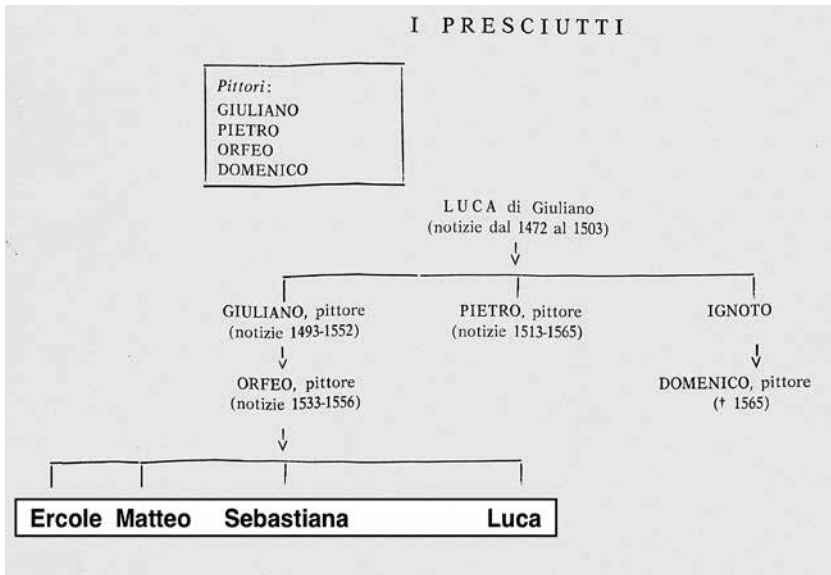 I PRESCIUTTI
Pittori:
GIULIANO
PIETRO
ORFEO
DOMENICO
LUCA di Giuliano
(notizie dal 1472 al 1503)
GIULIANO, pittore
(notizie 1493-1552)
PIETRO, pittore
(notizie 1513-1565)
IGNOTO
ORFEO, pittore
(notizie 1533-1556)
DOMENICO, pittore
(† 1565)
Ercole Matteo Sebastiana Luca